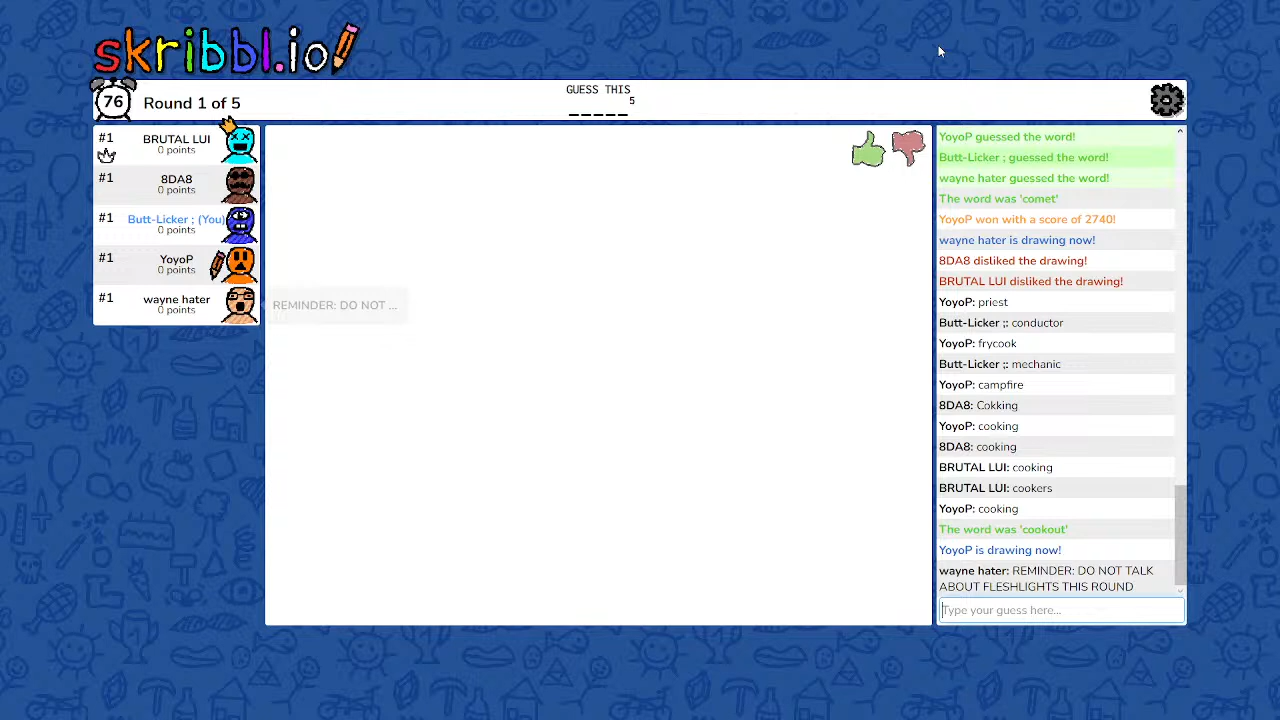 skribbl.io
76
Round 1 of 5
GUESS THIS
_____ 5
#1 BRUTAL LUI
0 points
#1 8DA8
0 points
#1 Butt-Licker ; (You)
0 points
#1 YoyoP
0 points
#1 wayne hater
0 points
REMINDER: DO NOT ...
YoyoP guessed the word!
Butt-Licker ; guessed the word!
wayne hater guessed the word!
The word was 'comet'
YoyoP won with a score of 2740!
wayne hater is drawing now!
8DA8 disliked the drawing!
BRUTAL LUI disliked the drawing!
YoyoP: priest
Butt-Licker ;: conductor
YoyoP: frycook
Butt-Licker ;: mechanic
YoyoP: campfire
8DA8: Cokking
YoyoP: cooking
8DA8: cooking
BRUTAL LUI: cooking
BRUTAL LUI: cookers
YoyoP: cooking
The word was 'cookout'
YoyoP is drawing now!
wayne hater: REMINDER: DO NOT TALK
ABOUT FLESHLIGHTS THIS ROUND
Type your guess here...